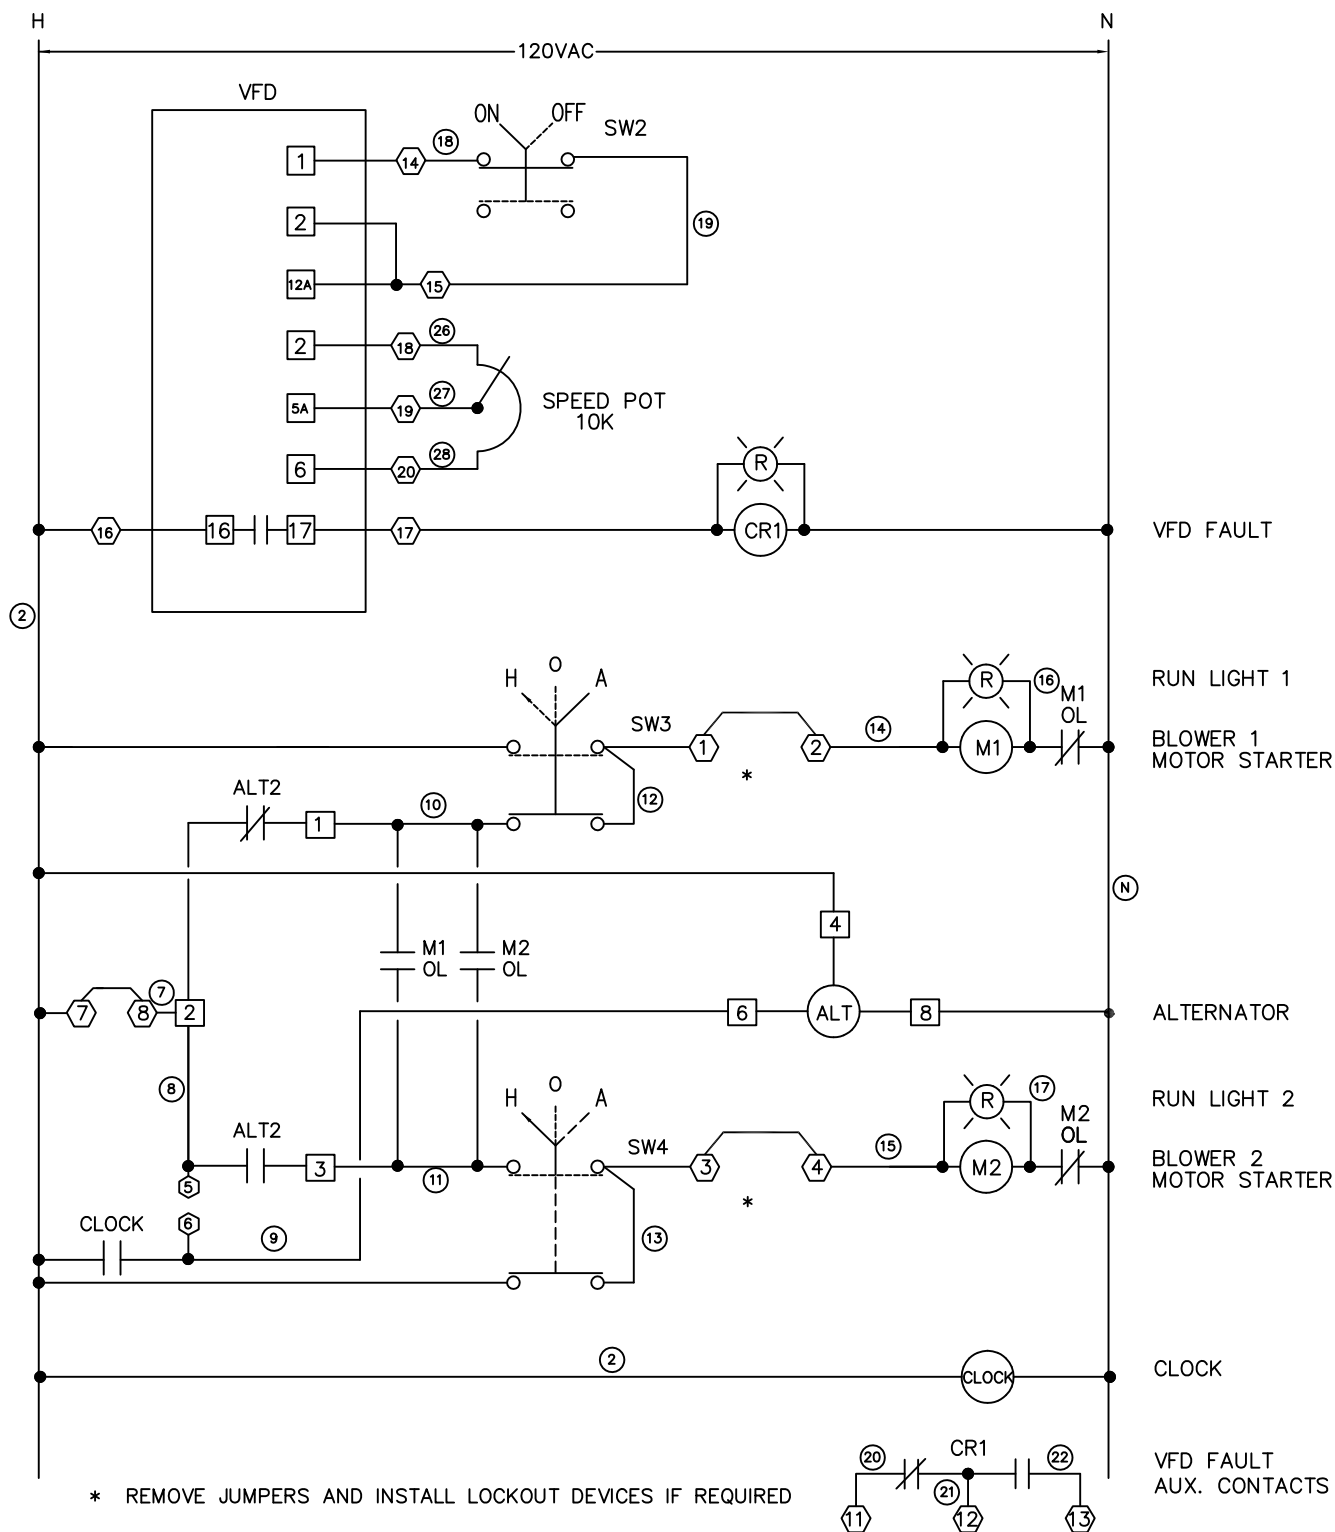 H
N
120VAC
VFD
ON OFF
SW2
1
14
18
2
19
12A
15
2
18
26
5A
19
27
SPEED POT
10K
6
20
28
R
16
16
17
17
CR1
VFD FAULT
2
H O A
SW3
R
16
M1
OL
RUN LIGHT 1
1
2
14
M1
BLOWER 1
MOTOR STARTER
*
ALT2
1
10
12
4
N
M1
OL
M2
OL
7
8
7
2
6
ALT
8
ALTERNATOR
8
H O A
SW4
R
17
M2
OL
RUN LIGHT 2
ALT2
3
11
3
4
15
M2
BLOWER 2
MOTOR STARTER
*
5
6
CLOCK
9
13
2
CLOCK
CLOCK
20
CR1
22
21
11
12
13
VFD FAULT
AUX. CONTACTS
* REMOVE JUMPERS AND INSTALL LOCKOUT DEVICES IF REQUIRED